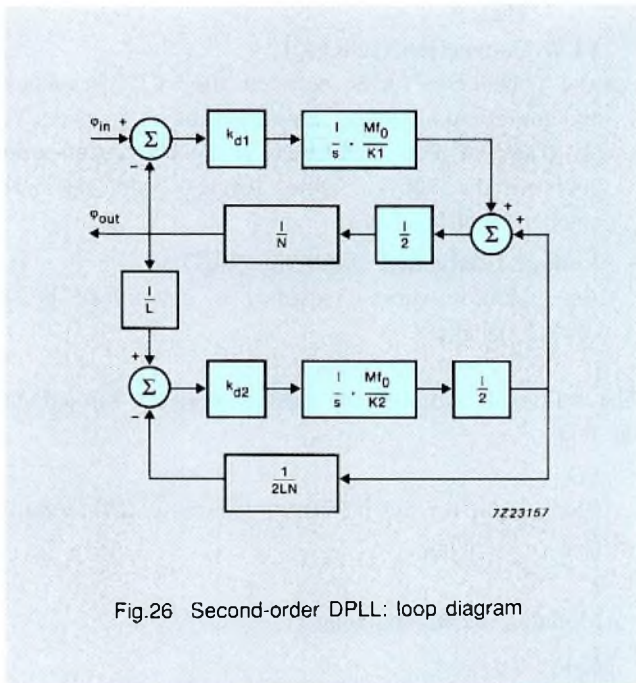 φin + Σ kd1 1/s · Mf0/K1
-
φout 1/N 1/2 + + Σ
1/L
+
Σ kd2 1/s · Mf0/K2 1/2
-
1/2LN
7Z23157
Fig.26 Second-order DPLL: loop diagram